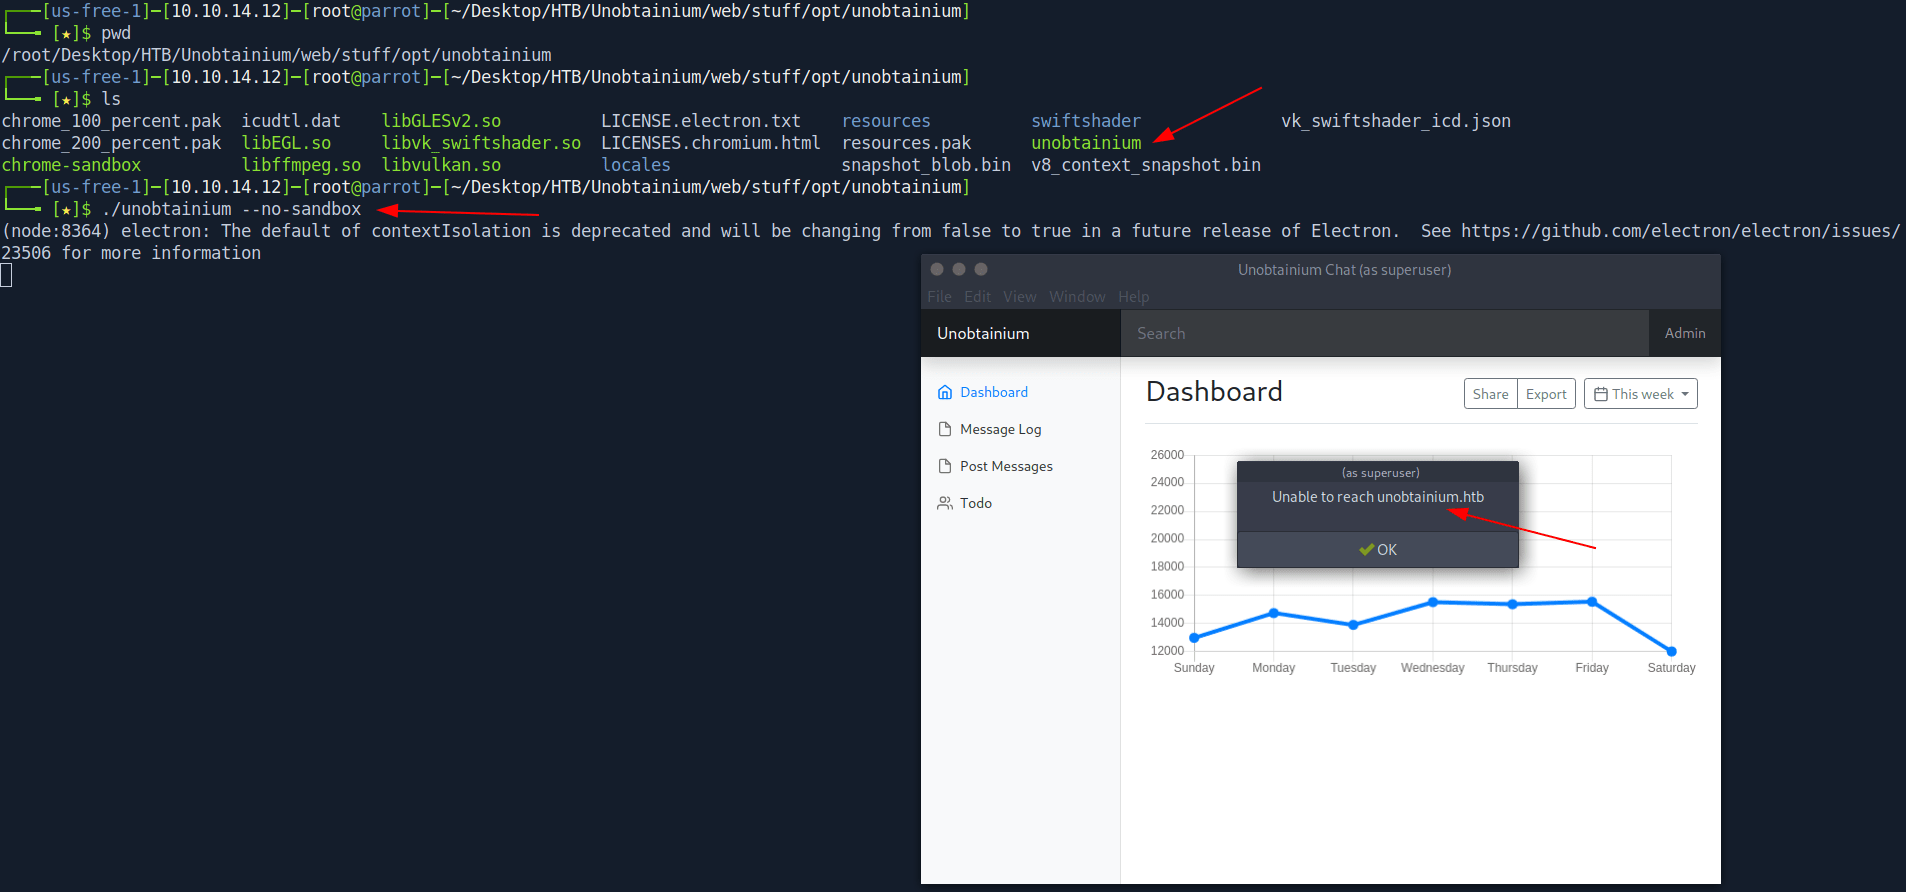 [us-free-1]─[10.10.14.12]─[root@parrot]─[~/Desktop/HTB/Unobtainium/web/stuff/opt/unobtainium]
[★]$ pwd
/root/Desktop/HTB/Unobtainium/web/stuff/opt/unobtainium
[us-free-1]─[10.10.14.12]─[root@parrot]─[~/Desktop/HTB/Unobtainium/web/stuff/opt/unobtainium]
[★]$ ls
chrome_100_percent.pak icudtl.dat libGLESv2.so LICENSE.electron.txt resources swiftshader vk_swiftshader_icd.json
chrome_200_percent.pak libEGL.so libvk_swiftshader.so LICENSES.chromium.html resources.pak unobtainium
chrome-sandbox libffmpeg.so libvulkan.so locales snapshot_blob.bin v8_context_snapshot.bin
[us-free-1]─[10.10.14.12]─[root@parrot]─[~/Desktop/HTB/Unobtainium/web/stuff/opt/unobtainium]
[★]$ ./unobtainium --no-sandbox
(node:8364) electron: The default of contextIsolation is deprecated and will be changing from false to true in a future release of Electron. See https://github.com/electron/electron/issues/
23506 for more information
Unobtainium Chat (as superuser)
File Edit View Window Help
Unobtainium Search Admin
Dashboard
Message Log
Post Messages
Todo
Dashboard
Share Export This week
(as superuser)
Unable to reach unobtainium.htb
OK
26000
24000
22000
20000
18000
16000
14000
12000
Sunday Monday Tuesday Wednesday Thursday Friday Saturday